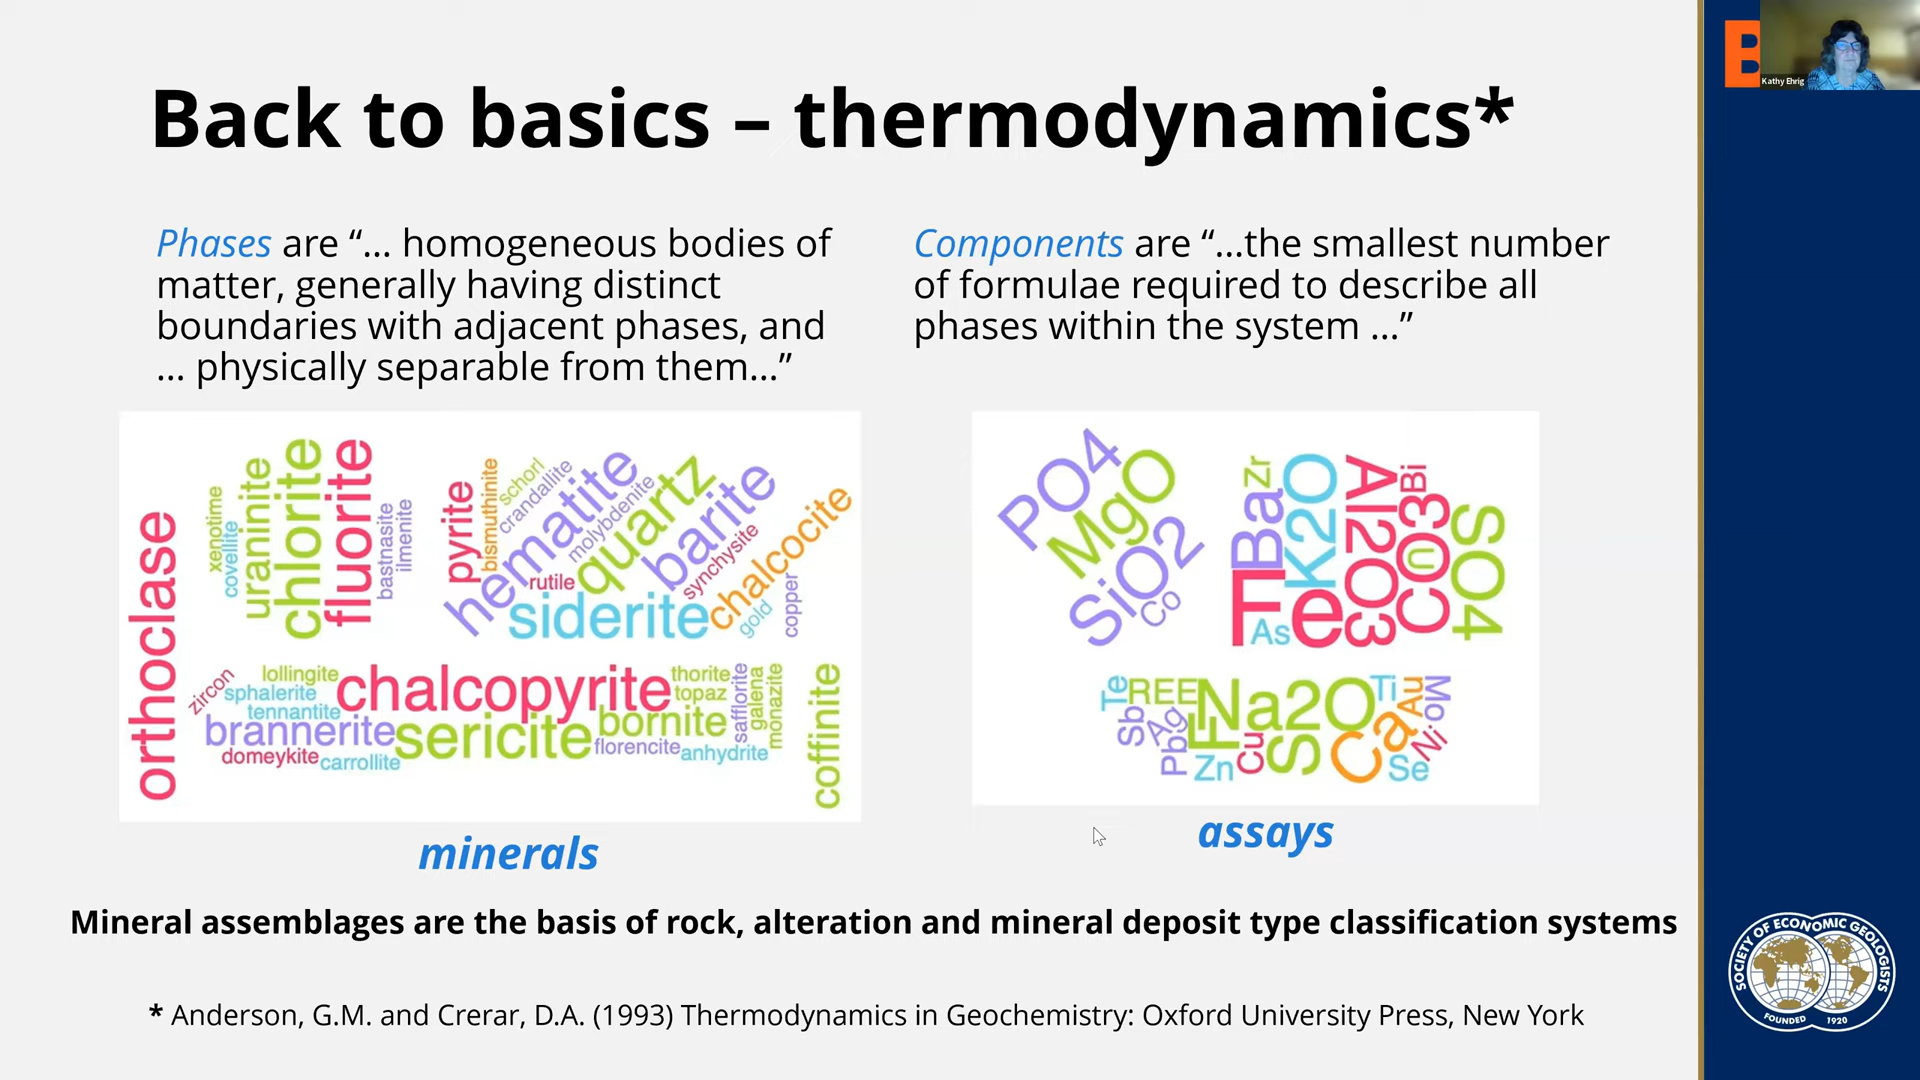 Back to basics – thermodynamics*
B
Kathy Ehrig
Phases are “… homogeneous bodies of
matter, generally having distinct
boundaries with adjacent phases, and
… physically separable from them…”
Components are “…the smallest number
of formulae required to describe all
phases within the system …”
orthoclase
xenotime
covellite
uraninite
chlorite
fluorite
bastnasite
ilmenite
pyrite
bismuthinite
schorl
crandallite
hematite
molybdenite
rutile
quartz
barite
synchysite
siderite
chalcocite
gold
copper
zircon
lollingite
sphalerite
tennantite
chalcopyrite
brannerite
sericite
domeykite
carrollite
thorite
topaz
bornite
florencite
anhydrite
safflorite
galena
monazite
coffinite
minerals
PO4
MgO
SiO2
Co
Zr
Ba
K2O
Fe
As
Al2O3
Bi
CO3
U
SO4
Te
REE
Sb
Ag
Pb
F
Na2O
Zn
Cu
S
Ca
Ti
Au
Mo
Ni
Se
assays
Mineral assemblages are the basis of rock, alteration and mineral deposit type classification systems
* Anderson, G.M. and Crerar, D.A. (1993) Thermodynamics in Geochemistry: Oxford University Press, New York
SOCIETY OF ECONOMIC GEOLOGISTS
FOUNDED 1920